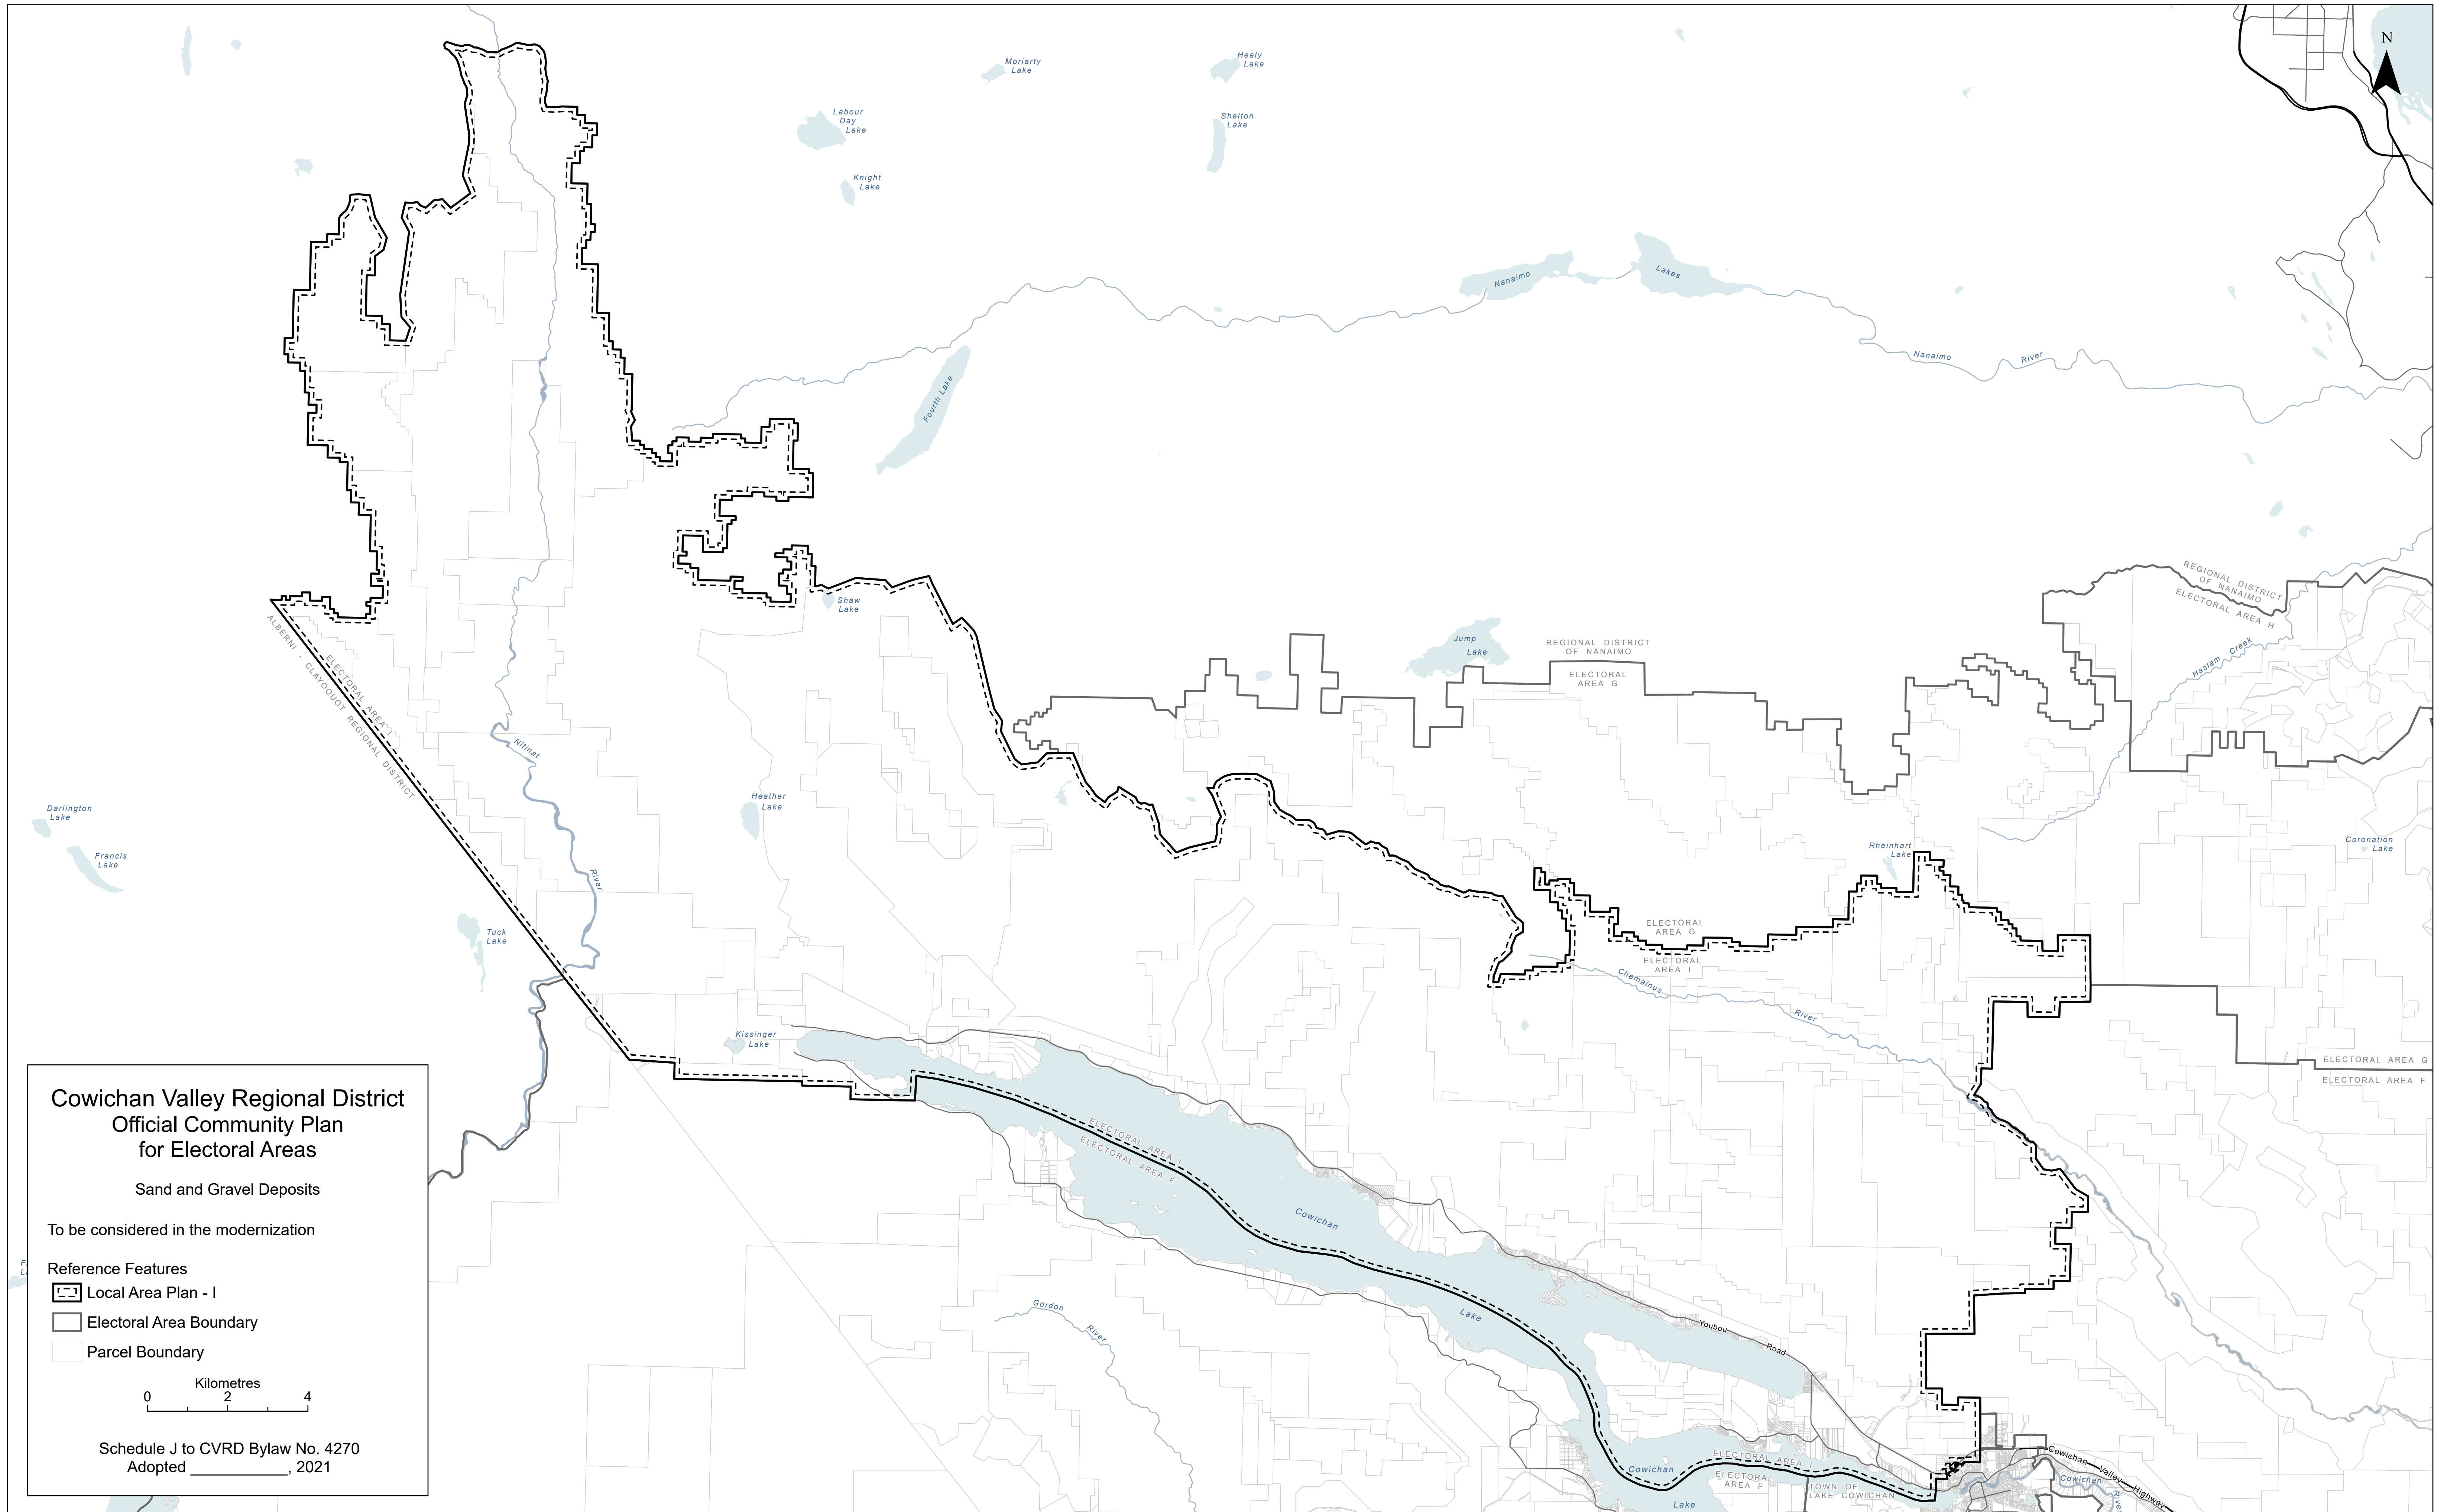 N
Moriarty
Lake
Healy
Lake
Labour
Day
Lake
Shelton
Lake
Knight
Lake
Nanaimo
Lakes
Nanaimo
River
Fourth Lake
REGIONAL DISTRICT
OF NANAIMO
ELECTORAL AREA H
Haslam Creek
Shaw
Lake
Jump
Lake
REGIONAL DISTRICT
OF NANAIMO
ELECTORAL
AREA G
ELECTORAL AREA I
ALBERNI - CLAYOQUOT REGIONAL DISTRICT
Nitinat
River
Heather
Lake
Darlington
Lake
Francis
Lake
Tuck
Lake
Rheinhart
Lake
Coronation
Lake
ELECTORAL
AREA G
ELECTORAL
AREA I
Chemainus
River
Kissinger
Lake
ELECTORAL AREA G
ELECTORAL AREA F
ELECTORAL AREA I
ELECTORAL AREA F
Cowichan
Lake
Gordon
River
Youbou
Road
Cowichan
Lake
ELECTORAL AREA I
ELECTORAL
AREA F
TOWN OF
LAKE COWICHAN
Cowichan
Valley
Highway
Cowichan
River
Cowichan Valley Regional District
Official Community Plan
for Electoral Areas
Sand and Gravel Deposits
To be considered in the modernization
Reference Features
Local Area Plan - I
Electoral Area Boundary
Parcel Boundary
Kilometres
0 2 4
Schedule J to CVRD Bylaw No. 4270
Adopted ____________, 2021